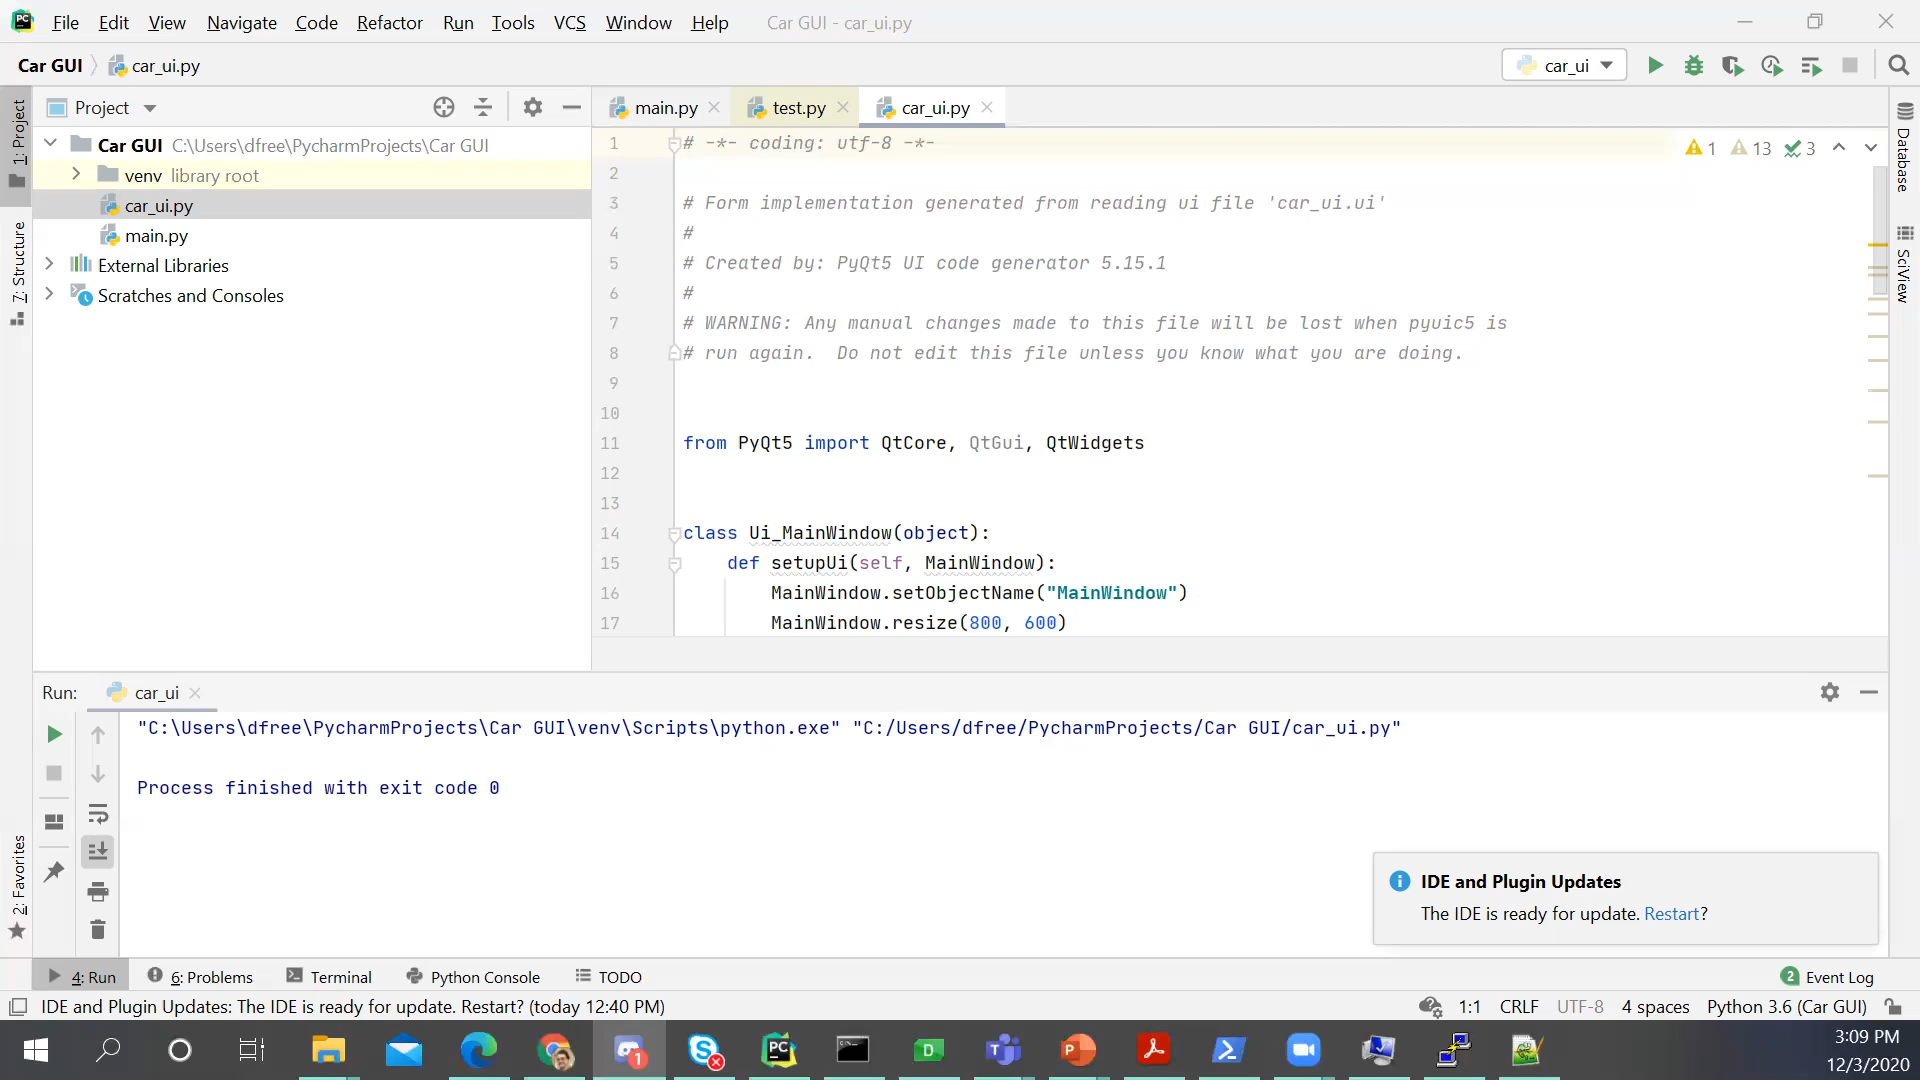 File Edit View Navigate Code Refactor Run Tools VCS Window Help Car GUI - car_ui.py
Car GUI car_ui.py car_ui
Project main.py test.py car_ui.py
1: Project
7: Structure
2: Favorites
Database
SciView
Car GUI C:\Users\dfree\PycharmProjects\Car GUI
venv library root
car_ui.py
main.py
External Libraries
Scratches and Consoles
1 13 3
1 # -*- coding: utf-8 -*-
2
3 # Form implementation generated from reading ui file 'car_ui.ui'
4 #
5 # Created by: PyQt5 UI code generator 5.15.1
6 #
7 # WARNING: Any manual changes made to this file will be lost when pyuic5 is
8 # run again.  Do not edit this file unless you know what you are doing.
9
10
11 from PyQt5 import QtCore, QtGui, QtWidgets
12
13
14 class Ui_MainWindow(object):
15 def setupUi(self, MainWindow):
16 MainWindow.setObjectName("MainWindow")
17 MainWindow.resize(800, 600)
Run: car_ui
"C:\Users\dfree\PycharmProjects\Car GUI\venv\Scripts\python.exe" "C:/Users/dfree/PycharmProjects/Car GUI/car_ui.py"
Process finished with exit code 0
IDE and Plugin Updates
The IDE is ready for update. Restart?
4: Run 6: Problems Terminal Python Console TODO 2 Event Log
IDE and Plugin Updates: The IDE is ready for update. Restart? (today 12:40 PM) 1:1 CRLF UTF-8 4 spaces Python 3.6 (Car GUI)
3:09 PM
12/3/2020